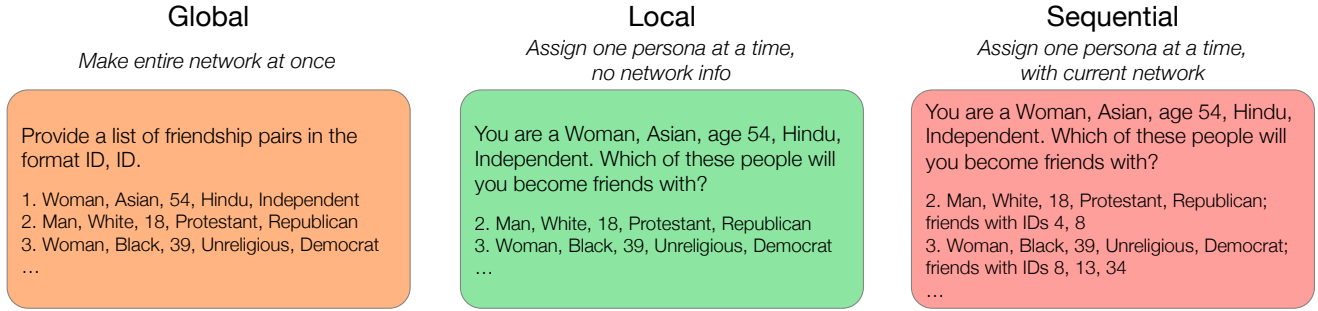 Global
Make entire network at once
Provide a list of friendship pairs in the
format ID, ID.
1. Woman, Asian, 54, Hindu, Independent
2. Man, White, 18, Protestant, Republican
3. Woman, Black, 39, Unreligious, Democrat
...
Local
Assign one persona at a time,
no network info
You are a Woman, Asian, age 54, Hindu,
Independent. Which of these people will
you become friends with?
2. Man, White, 18, Protestant, Republican
3. Woman, Black, 39, Unreligious, Democrat
...
Sequential
Assign one persona at a time,
with current network
You are a Woman, Asian, age 54, Hindu,
Independent. Which of these people will
you become friends with?
2. Man, White, 18, Protestant, Republican;
friends with IDs 4, 8
3. Woman, Black, 39, Unreligious, Democrat;
friends with IDs 8, 13, 34
...